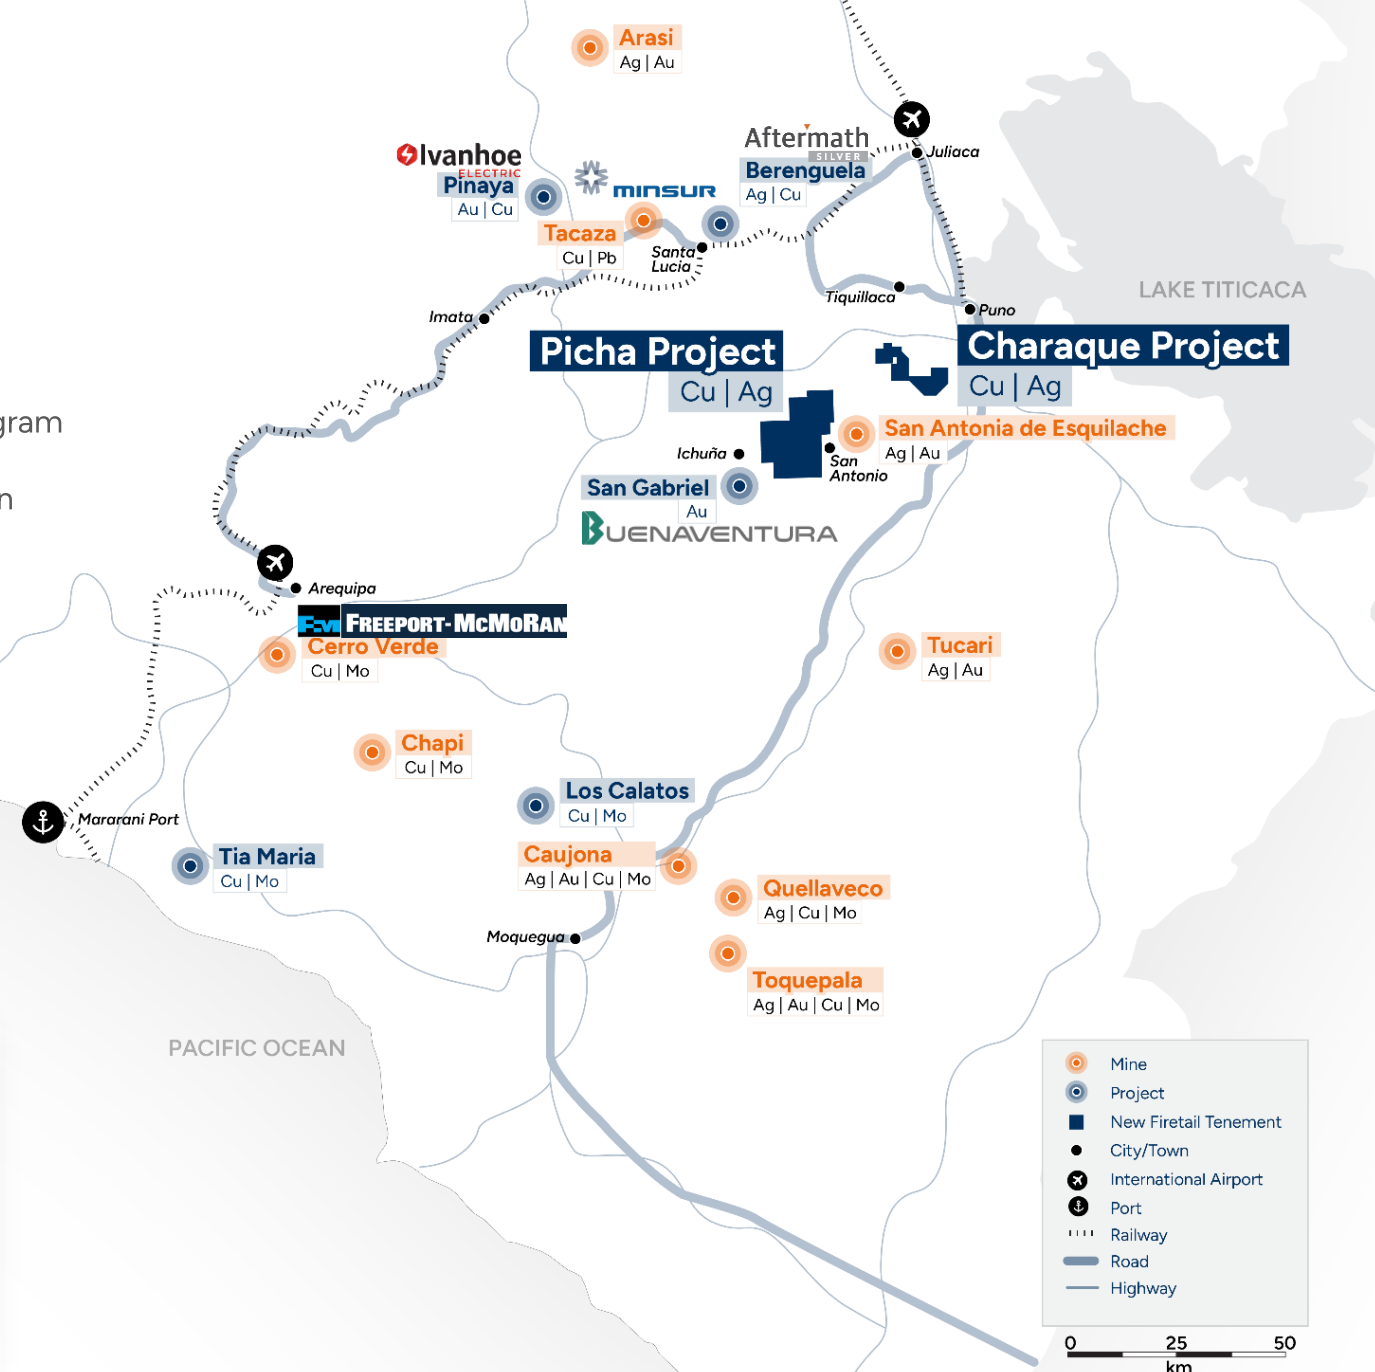 Arasi
Ag | Au
Aftermath
SILVER
Juliaca
Ivanhoe
ELECTRIC
Pinaya
Au | Cu
MINSUR
Berenguela
Ag | Cu
Tacaza
Cu | Pb
Santa
Lucia
LAKE TITICACA
Tiquillaca
Puno
Imata
Picha Project
Cu | Ag
Charaque Project
Cu | Ag
gram
San Antonia de Esquilache
Ag | Au
Ichuña
San
Antonio
San Gabriel
Au
n
BUENAVENTURA
Arequipa
FREEPORT-MCMORAN
Cerro Verde
Cu | Mo
Tucari
Ag | Au
Chapi
Cu | Mo
Los Calatos
Cu | Mo
Mararani Port
Tia Maria
Cu | Mo
Caujona
Ag | Au | Cu | Mo
Quellaveco
Ag | Cu | Mo
Moquegua
Toquepala
Ag | Au | Cu | Mo
PACIFIC OCEAN
Mine
Project
New Firetail Tenement
City/Town
International Airport
Port
Railway
Road
Highway
0 25 50
km